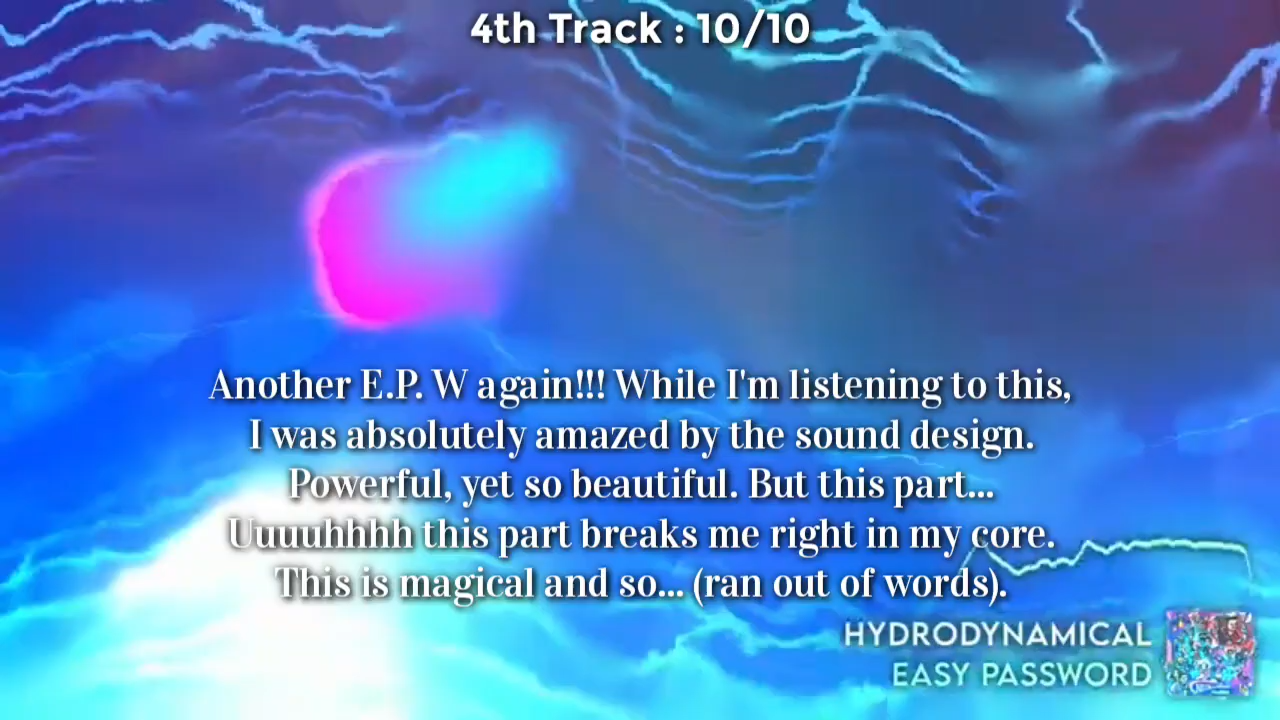 4th Track : 10/10
Another E.P. W again!!! While I'm listening to this,
I was absolutely amazed by the sound design.
Powerful, yet so beautiful. But this part...
Uuuuhhhh this part breaks me right in my core.
This is magical and so... (ran out of words).
HYDRODYNAMICAL
EASY PASSWORD